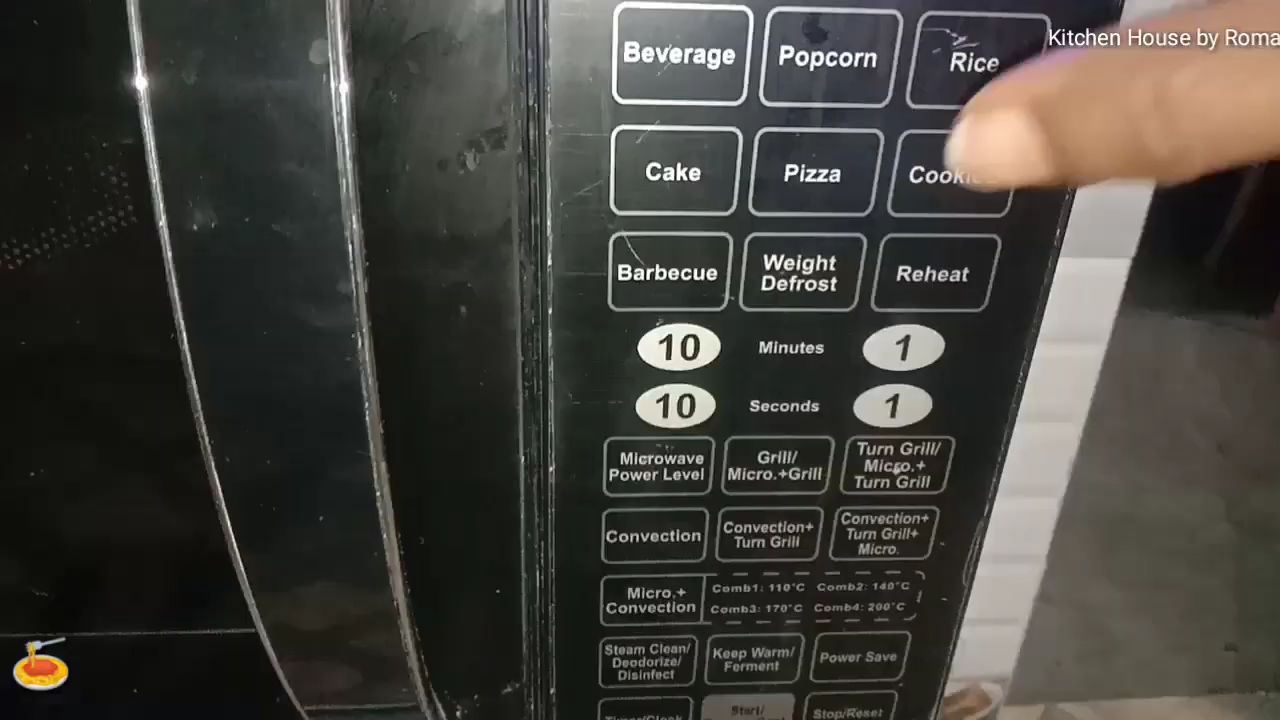 Kitchen House by Roma
Beverage
Popcorn
Rice
Cake
Pizza
Barbecue
Weight
Defrost
Reheat
10
Minutes
1
10
Seconds
1
Microwave
Power Level
Grill/
Micro.+Grill
Turn Grill/
Micro.+
Turn Grill
Convection
Convection+
Turn Grill
Convection+
Turn Grill+
Micro.
Micro.+
Convection
Comb1: 110°C Comb2: 140°C
Comb3: 170°C Comb4: 200°C
Steam Clean/
Deodorize/
Disinfect
Keep Warm/
Ferment
Power Save
Start/
Stop/Reset